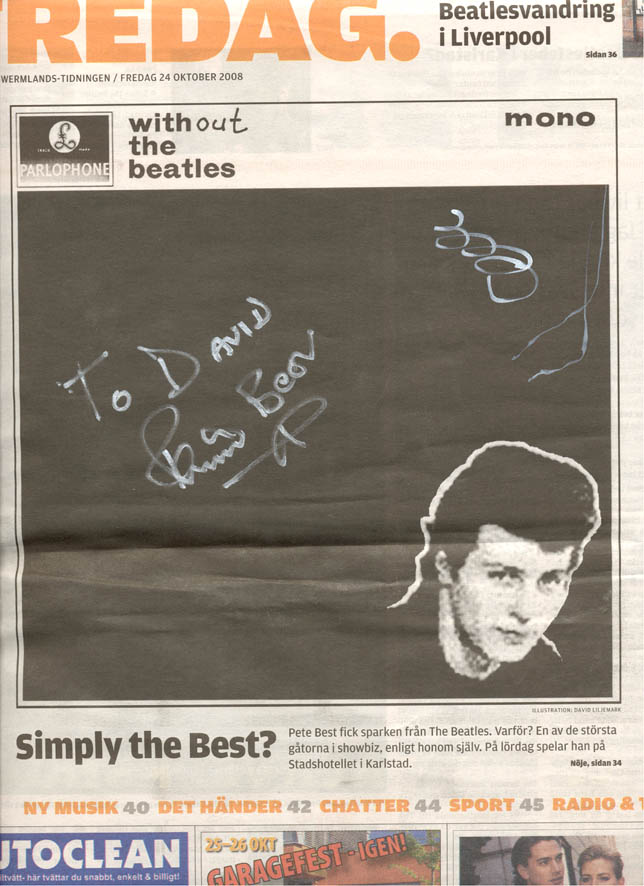 REDAG.
Beatlesvandring
i Liverpool
Sidan 36
WERMLANDS-TIDNINGEN / FREDAG 24 OKTOBER 2008
PARLOPHONE
without
the
beatles
mono
TO DAVID
ILLUSTRATION: DAVID LILJEMARK
Simply the Best?
Pete Best fick sparken från The Beatles. Varför? En av de största
gåtorna i showbiz, enligt honom själv. På lördag spelar han på
Stadshotellet i Karlstad.
Nöje, sidan 34
NY MUSIK 40 DET HÄNDER 42 CHATTER 44 SPORT 45 RADIO &
UTOCLEAN
iltvätt- här tvättar du snabbt, enkelt & billigt!
25-26 OKT
GARAGEFEST - IGEN!